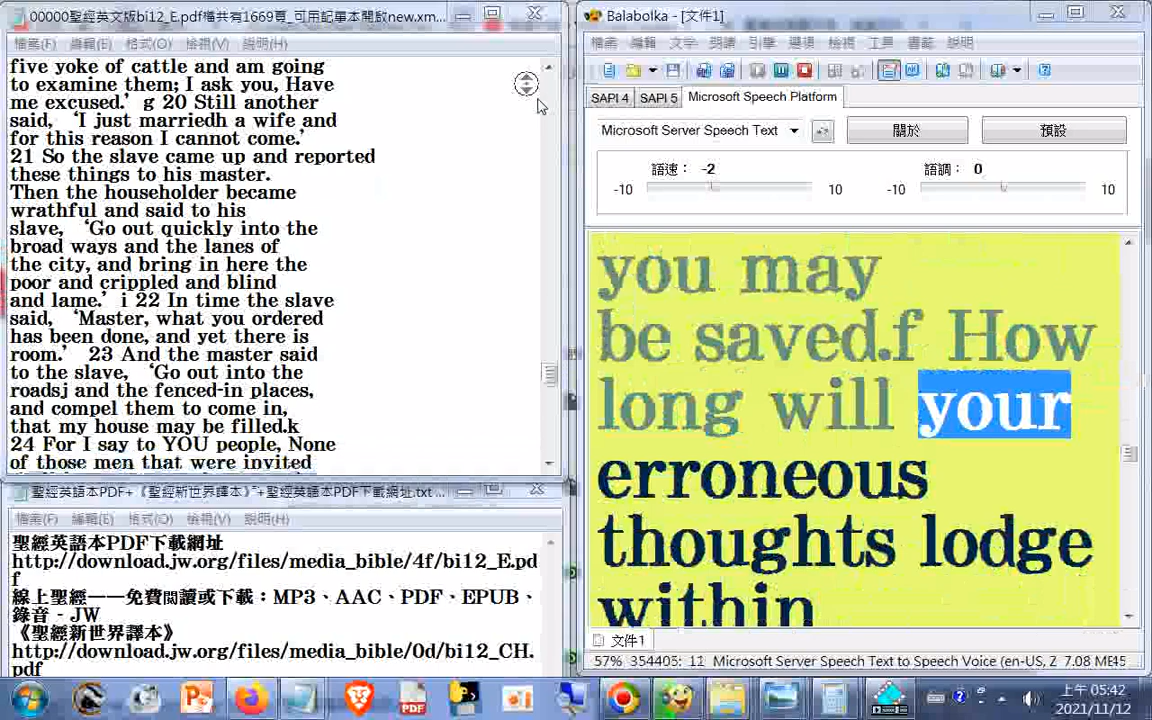 00000聖經英文版bi12_E.pdf檔共有1669頁_可用記事本開啟new.xm...
檔案(F) 編輯(E) 格式(O) 檢視(V) 說明(H)
five yoke of cattle and am going
to examine them; I ask you, Have
me excused.’ g 20 Still another
said, ‘I just marriedh a wife and
for this reason I cannot come.’
21 So the slave came up and reported
these things to his master.
Then the householder became
wrathful and said to his
slave, ‘Go out quickly into the
broad ways and the lanes of
the city, and bring in here the
poor and crippled and blind
and lame.’ i 22 In time the slave
said, ‘Master, what you ordered
has been done, and yet there is
room.’ 23 And the master said
to the slave, ‘Go out into the
roadsj and the fenced-in places,
and compel them to come in,
that my house may be filled.k
24 For I say to YOU people, None
of those men that were invited
聖經英語本PDF+《聖經新世界譯本》"+聖經英語本PDF下載網址.txt ...
檔案(F) 編輯(E) 格式(O) 檢視(V) 說明(H)
聖經英語本PDF下載網址
http://download.jw.org/files/media_bible/4f/bi12_E.pd
f
線上聖經——免費閱讀或下載：MP3、AAC、PDF、EPUB、
錄音 - JW
《聖經新世界譯本》
http://download.jw.org/files/media_bible/0d/bi12_CH.
pdf
Balabolka - [文件1]
檔案 編輯 文字 朗讀 引擎 選項 檢視 工具 書籤 說明
SAPI 4 SAPI 5 Microsoft Speech Platform
Microsoft Server Speech Text 關於 預設
語速： -2 語調： 0
-10 10 -10 10
you may
be saved.f How
long will your
erroneous
thoughts lodge
within
文件1
57% 354405: 11 Microsoft Server Speech Text to Speech Voice (en-US, Z 7.08 ME45
上午 05:42
2021/11/12